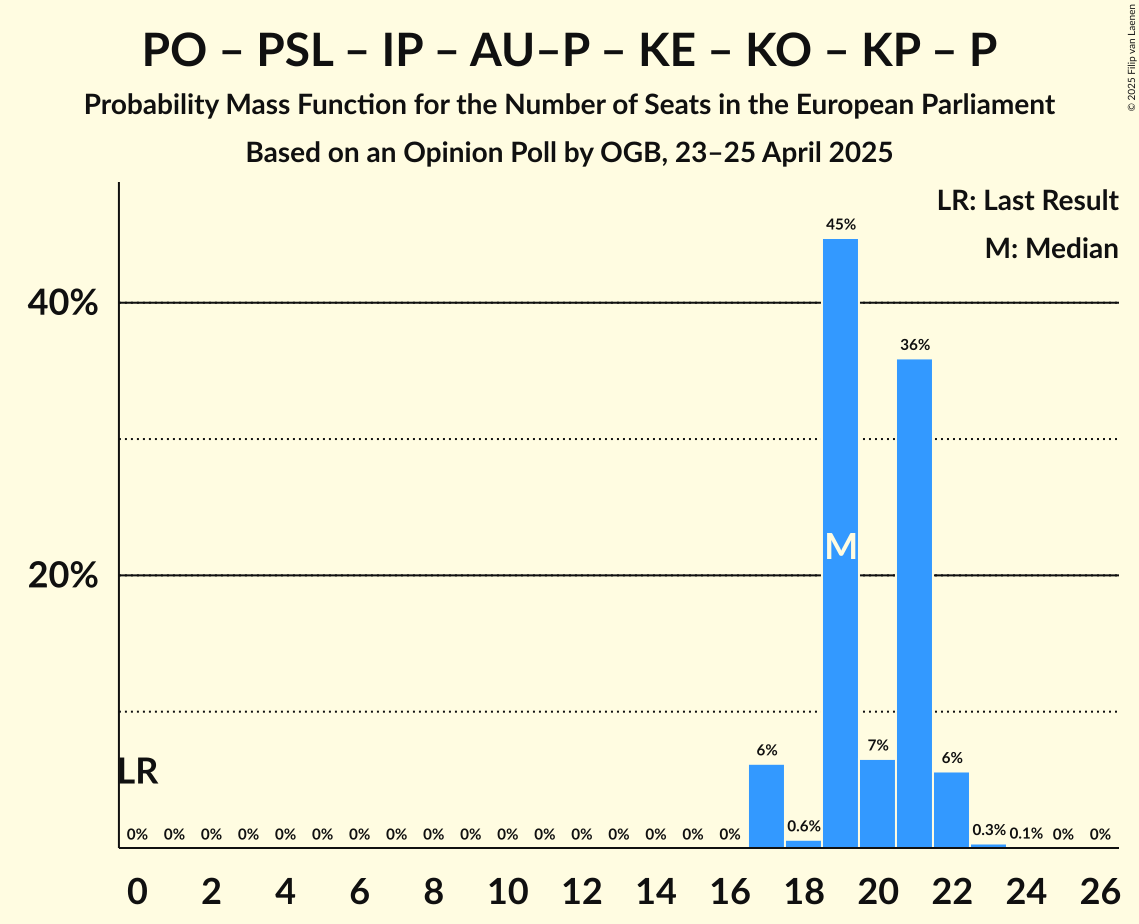 PO – PSL – IP – AU–P – KE – KO – KP – P
Probability Mass Function for the Number of Seats in the European Parliament
Based on an Opinion Poll by OGB, 23–25 April 2025
© 2025 Filip van Laenen
LR: Last Result
M: Median
45%
40%
36%
M
20%
6%
7%
6%
LR
0% 0% 0% 0% 0% 0% 0% 0% 0% 0% 0% 0% 0% 0% 0% 0% 0% 0.6% 0.3% 0.1% 0% 0%
0 2 4 6 8 10 12 14 16 18 20 22 24 26